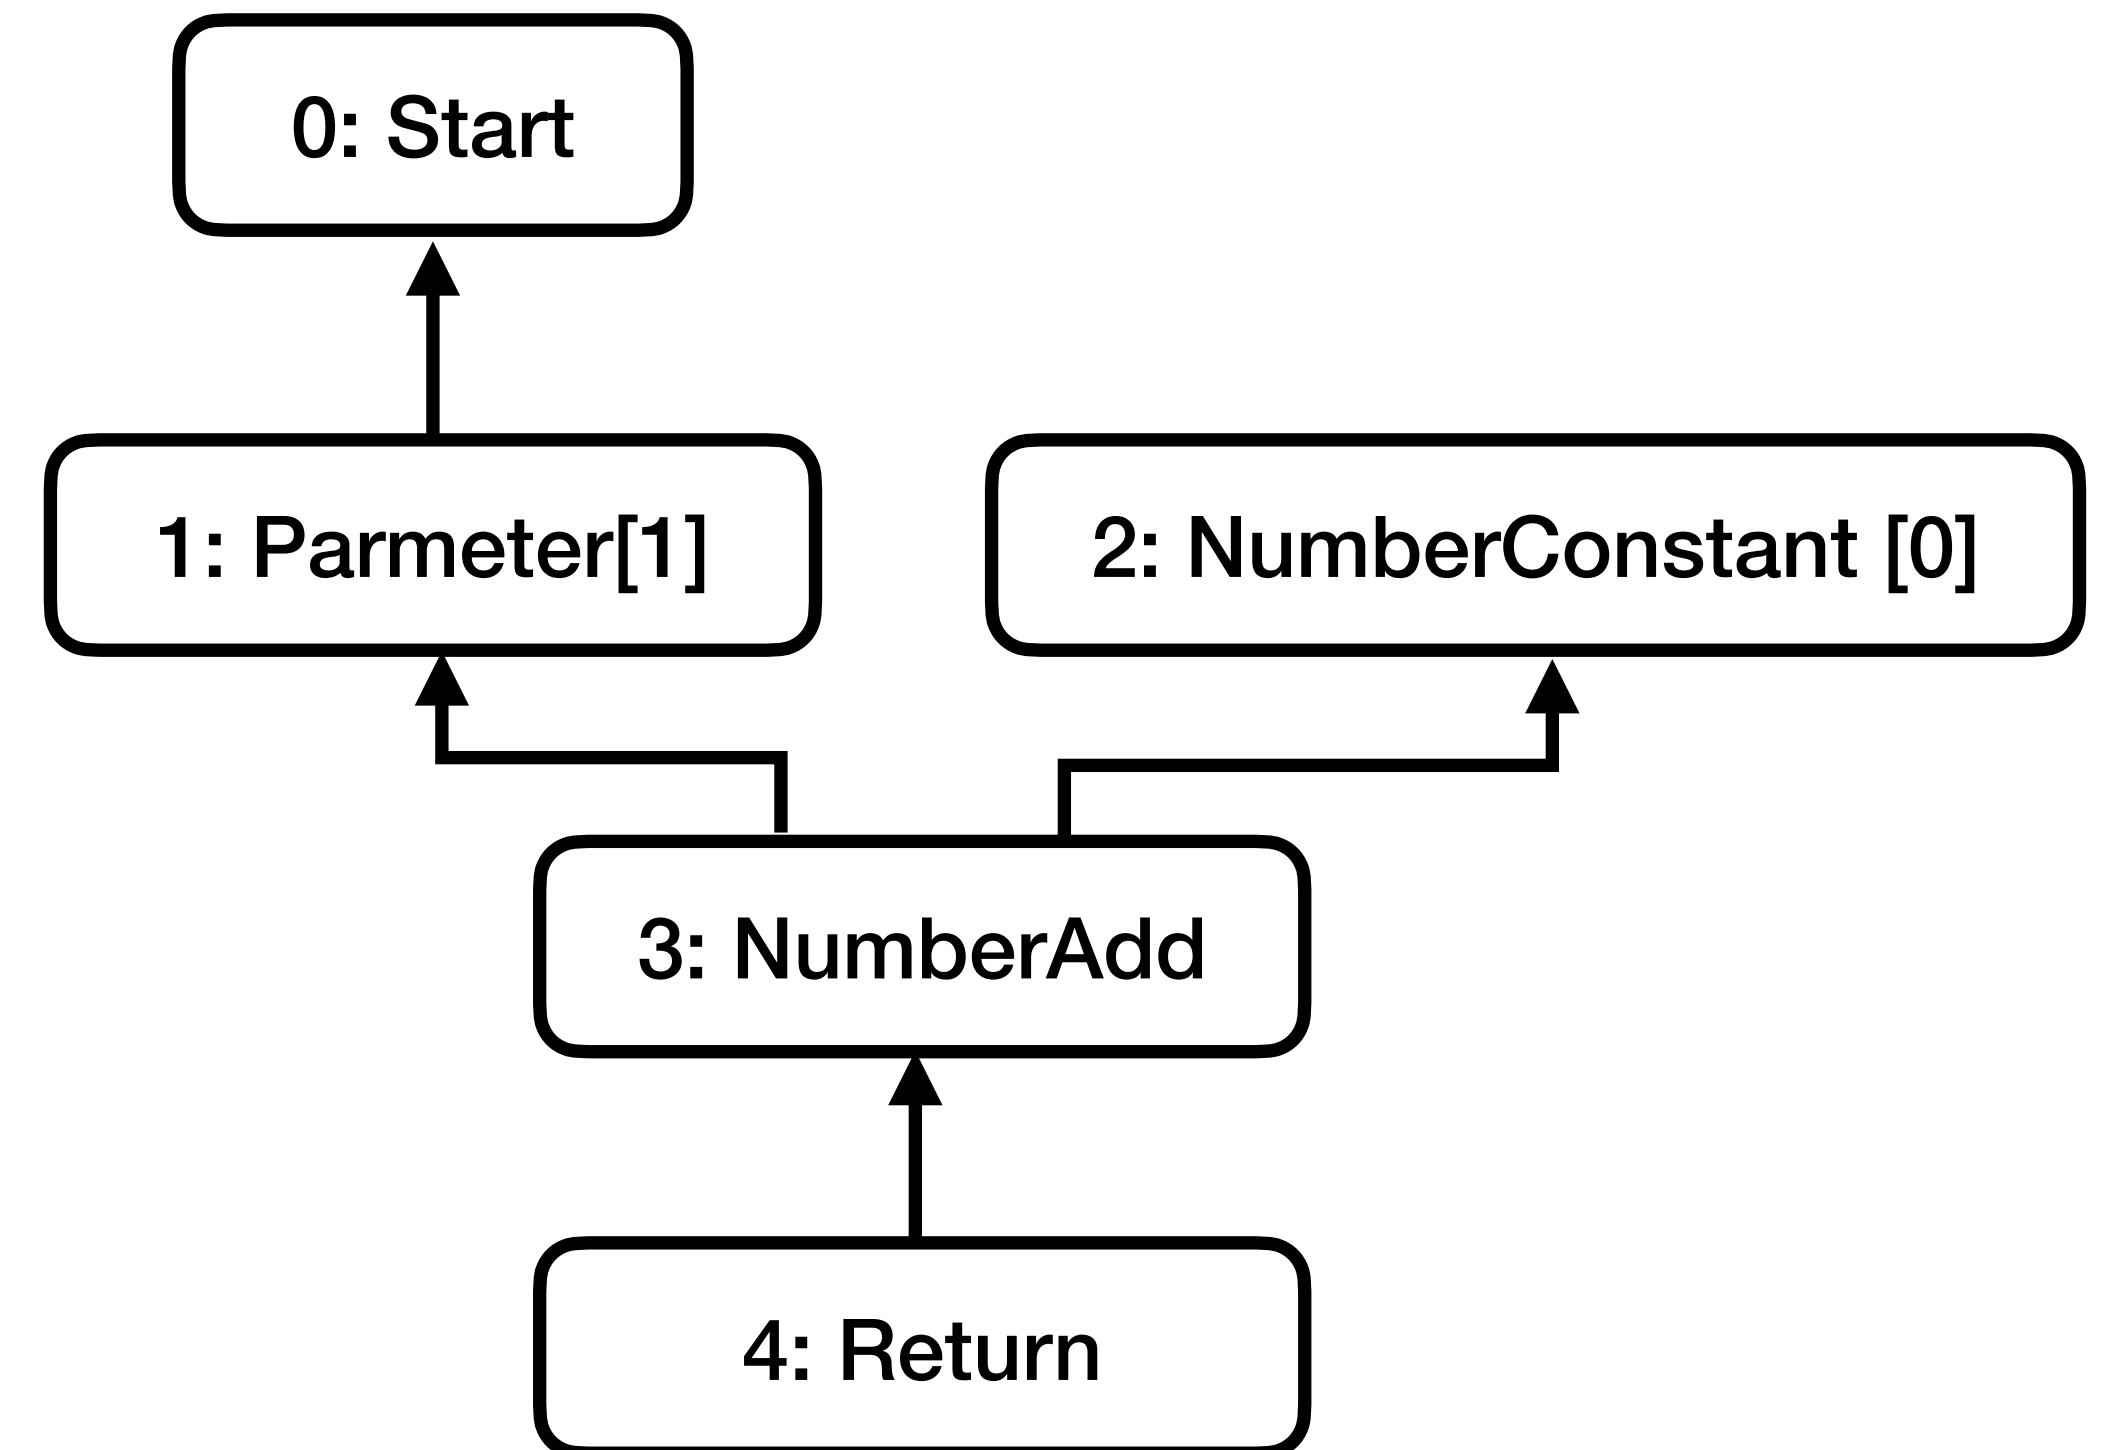 0: Start
1: Parmeter[1]
2: NumberConstant [0]
3: NumberAdd
4: Return